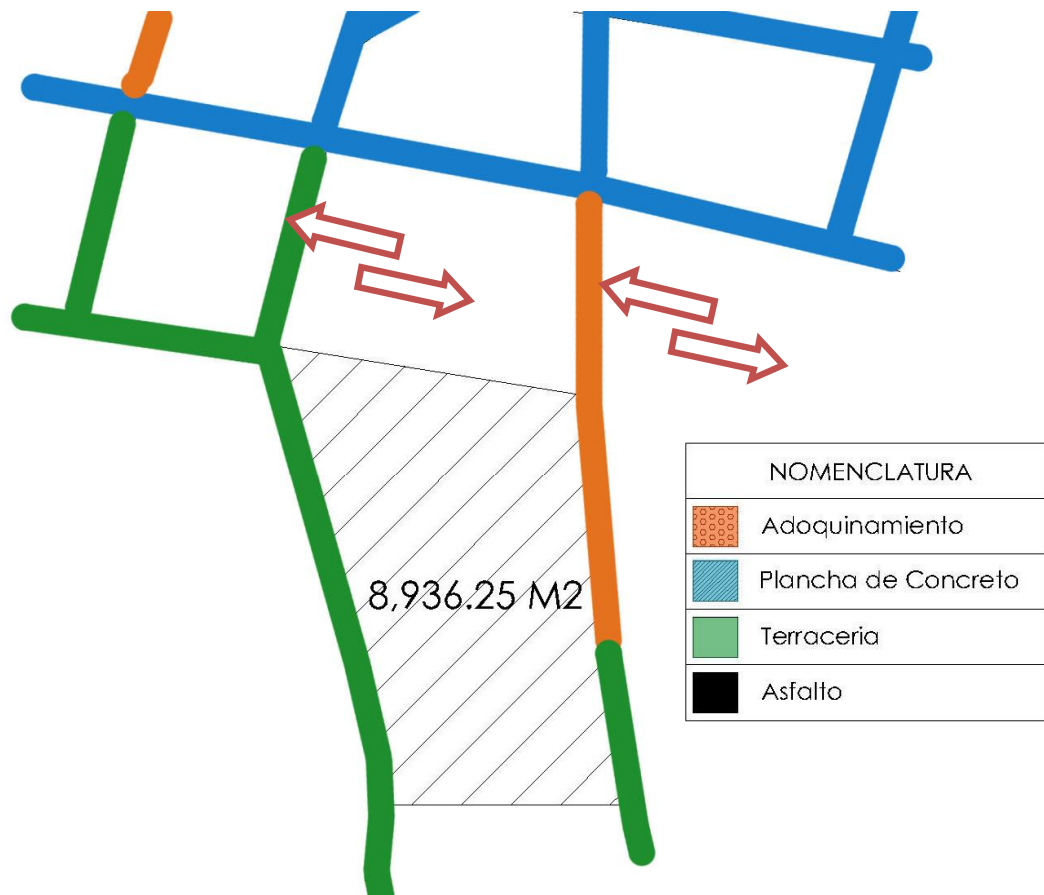 8,936.25 M2
NOMENCLATURA
Adoquinamiento
Plancha de Concreto
Terraceria
Asfalto